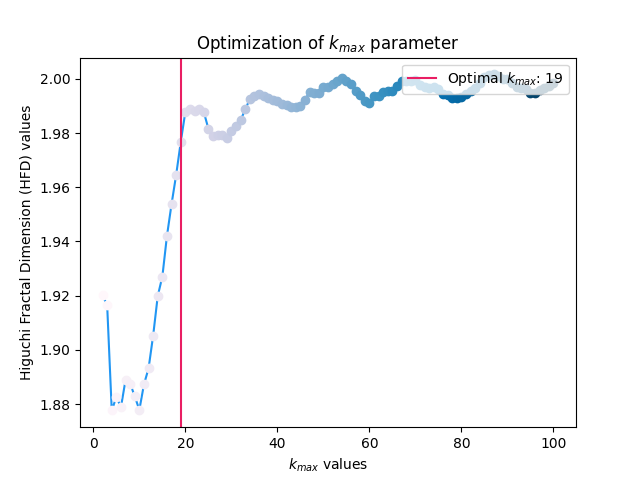 Optimization of k_max parameter
Optimal k_max: 19
Higuchi Fractal Dimension (HFD) values
2.00
1.98
1.96
1.94
1.92
1.90
1.88
0 20 40 60 80 100
k_max values